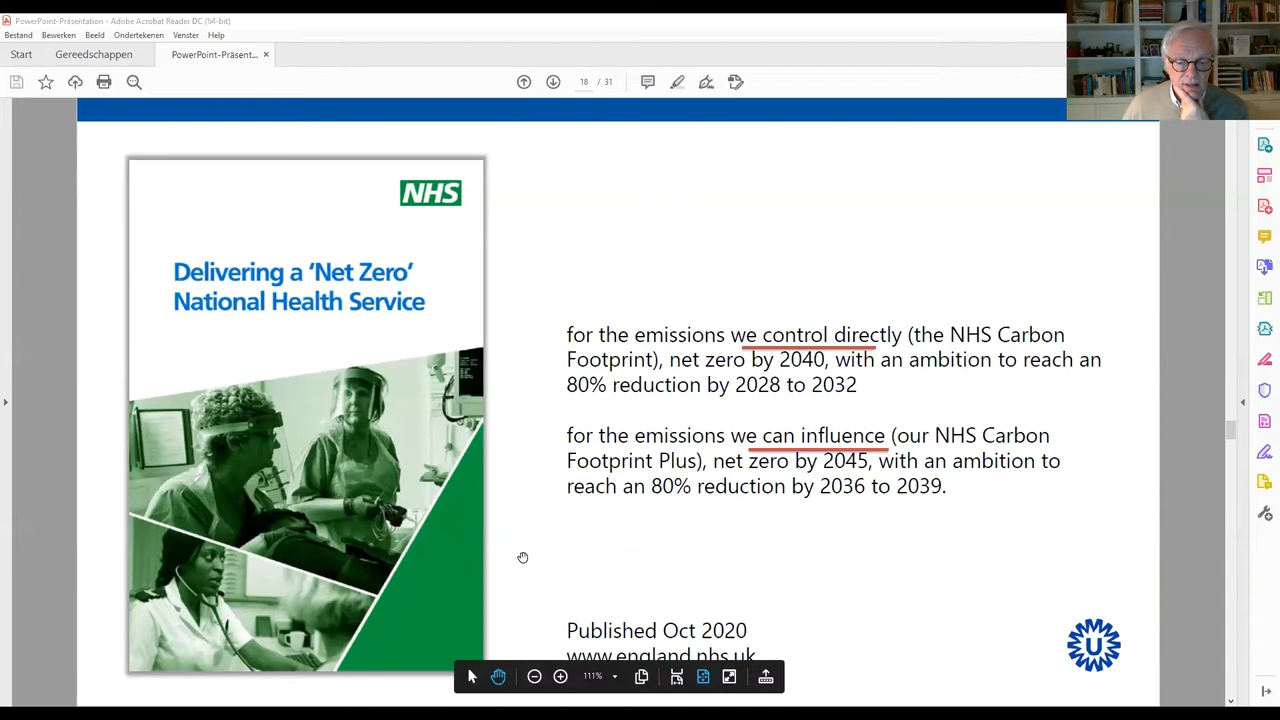 PowerPoint-Präsentation - Adobe Acrobat Reader DC (64-bit)
Bestand Bewerken Beeld Ondertekenen Venster Help
Start Gereedschappen PowerPoint-Präsent... ×
18 / 31
NHS
Delivering a ‘Net Zero’
National Health Service
for the emissions we control directly (the NHS Carbon
Footprint), net zero by 2040, with an ambition to reach an
80% reduction by 2028 to 2032
for the emissions we can influence (our NHS Carbon
Footprint Plus), net zero by 2045, with an ambition to
reach an 80% reduction by 2036 to 2039.
Published Oct 2020
www.england.nhs.uk
U
111%